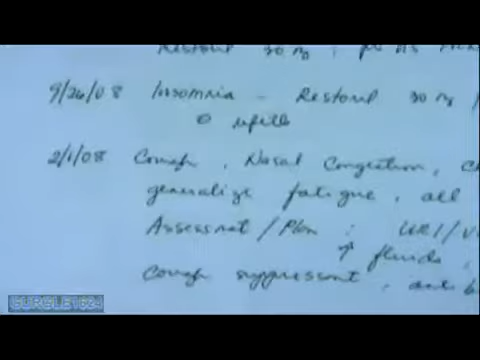 Restoril 30 mg
9/26/08 Insomnia - Restoril 30 mg
0 refills
2/1/08 Cough, Nasal Congestion,
generalize fatigue, all
Assessment/Plan: URI/
↑ fluids,
Cough suppressant,
SURGLE1624